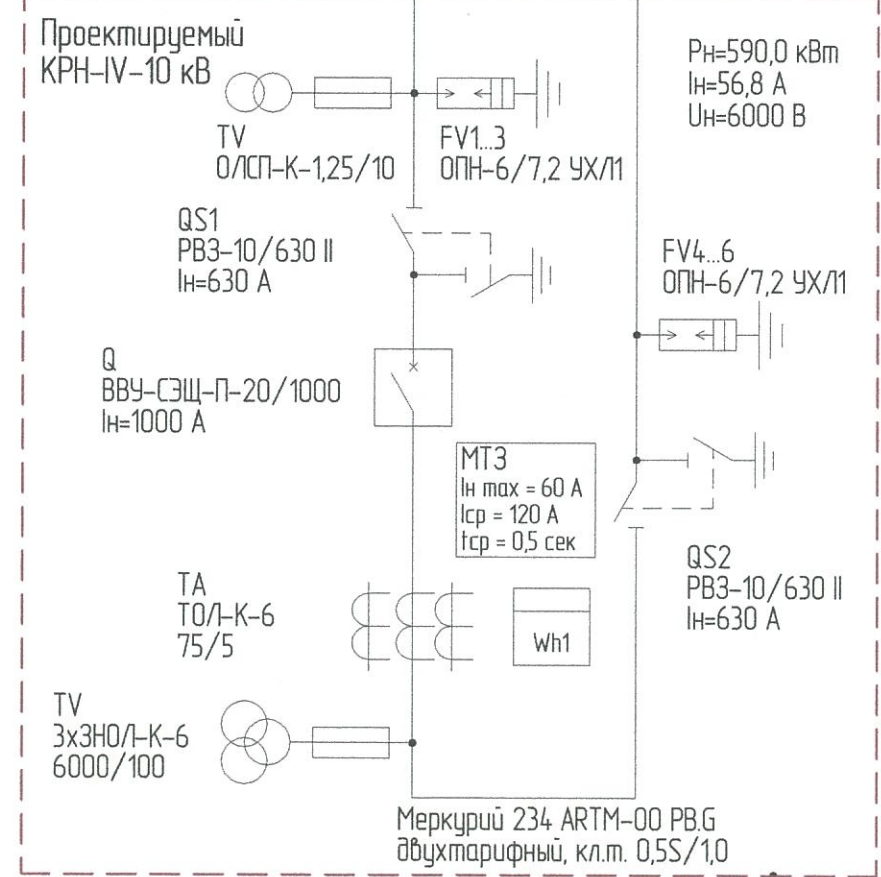 Проектируемый
КРН-IV-10 кВ
TV
ОЛСП-К-1,25/10
FV1...3
ОПН-6/7,2 УХЛ1
Pн=590,0 кВт
Iн=56,8 А
Uн=6000 В
QS1
РВЗ-10/630 II
Iн=630 А
FV4...6
ОПН-6/7,2 УХЛ1
Q
ВВУ-СЭЩ-П-20/1000
Iн=1000 А
МТЗ
Iн max = 60 А
Iср = 120 А
tср = 0,5 сек
QS2
РВЗ-10/630 II
Iн=630 А
TA
ТОЛ-К-6
75/5
Wh1
TV
3х3НОЛ-К-6
6000/100
Меркурий 234 ARTM-00 PB.G
двухтарифный, кл.т. 0,5S/1,0